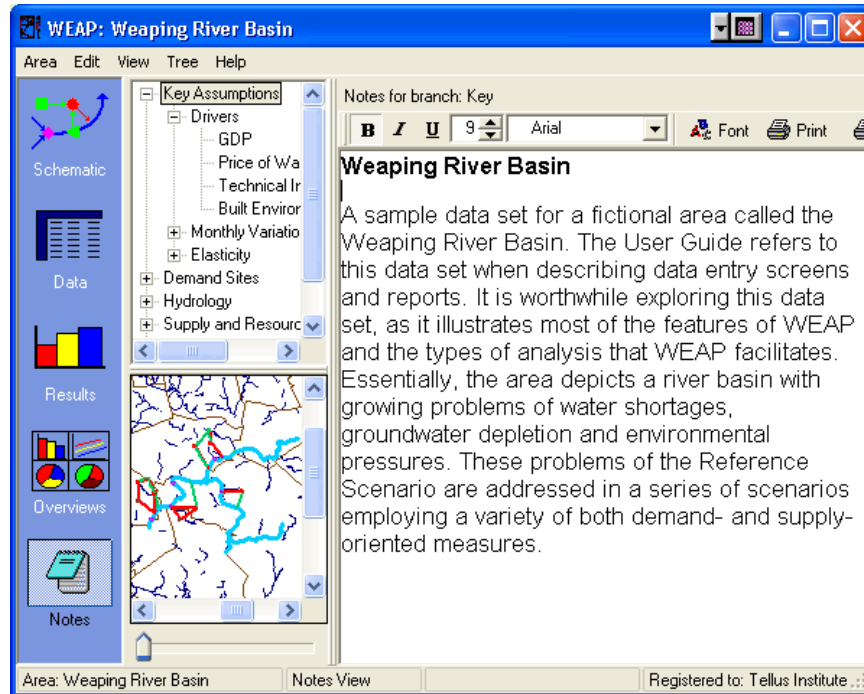 WEAP: Weaping River Basin
Area Edit View Tree Help
Schematic
Data
Results
Overviews
Notes
Key Assumptions
Drivers
GDP
Price of Wa
Technical Ir
Built Enviror
Monthly Variatio
Elasticity
Demand Sites
Hydrology
Supply and Resourc
Notes for branch: Key
B I U 9 Arial Font Print
Weaping River Basin
A sample data set for a fictional area called the
Weaping River Basin. The User Guide refers to
this data set when describing data entry screens
and reports. It is worthwhile exploring this data
set, as it illustrates most of the features of WEAP
and the types of analysis that WEAP facilitates.
Essentially, the area depicts a river basin with
growing problems of water shortages,
groundwater depletion and environmental
pressures. These problems of the Reference
Scenario are addressed in a series of scenarios
employing a variety of both demand- and supply-
oriented measures.
Area: Weaping River Basin Notes View Registered to: Tellus Institute